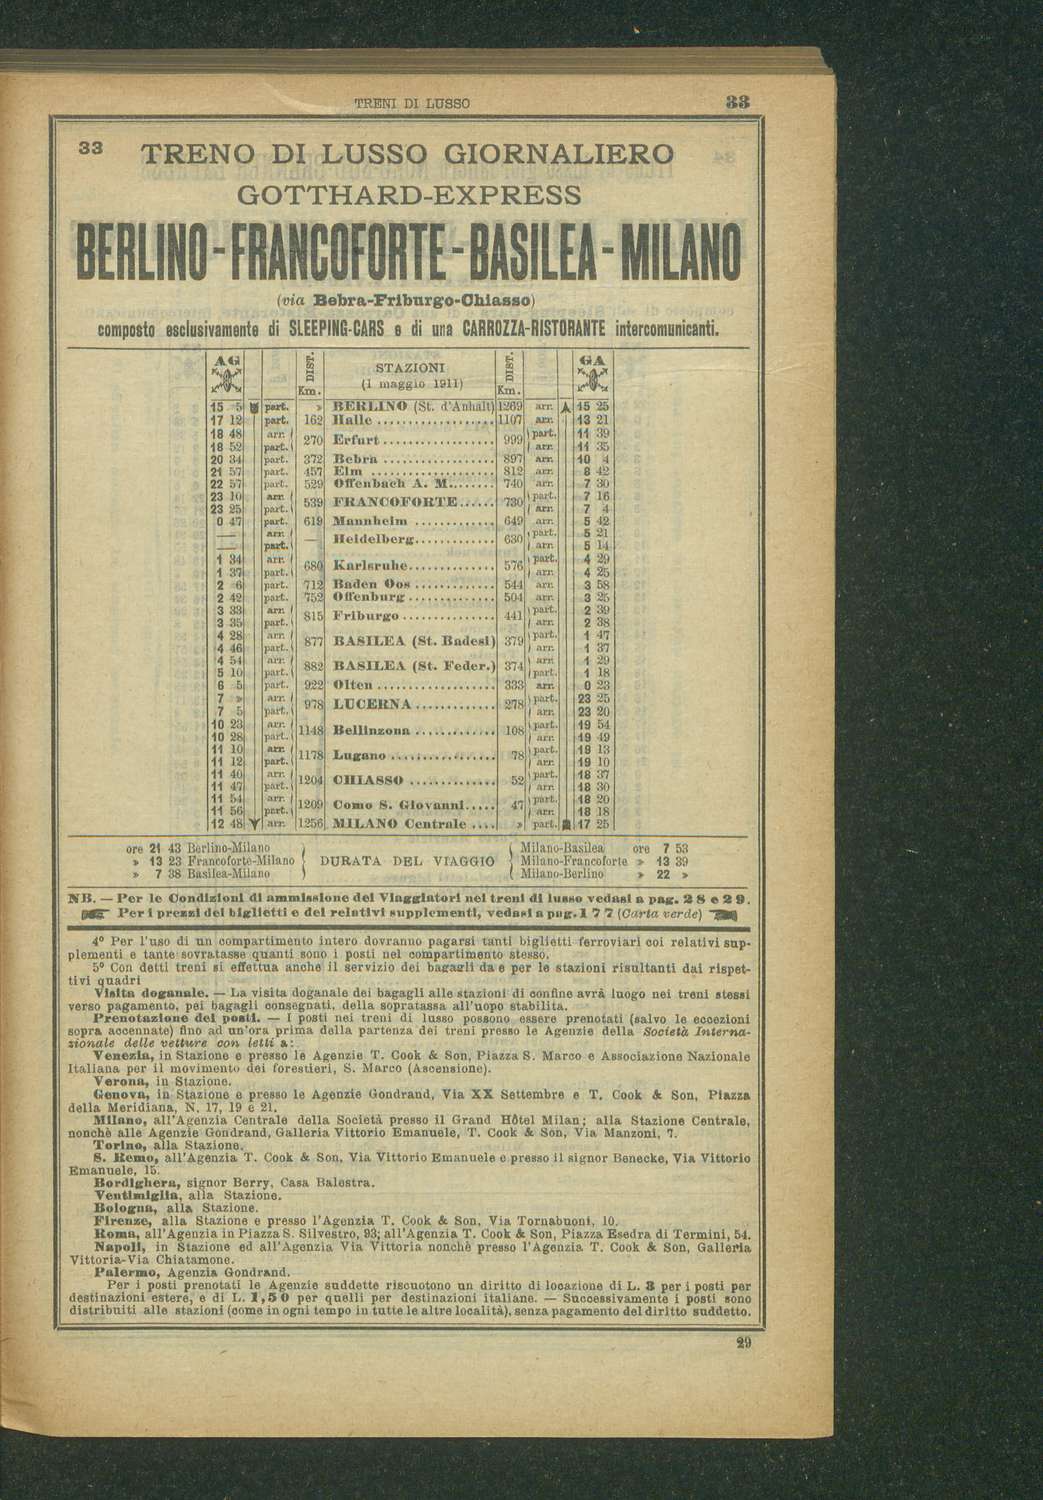 TRENI DI LUSSO 33
33 TRENO DI LUSSO GIORNALIERO
GOTTHARD-EXPRESS
BERLINO-FRANCOFORTE-BASILEA-MILANO
(via Bebra-Friburgo-Chiasso)
composto esclusivamente di SLEEPING-CARS e di una CARROZZA-RISTORANTE intercomunicanti.
AG DIST. Km. STAZIONI (1 maggio 1911) DIST. Km. GA
15 5 part. » BERLINO (St. d'Anhalt) 1269 arr. 15 25
17 12 part. 162 Halle 1107 arr. 13 21
18 48 arr. 270 Erfurt 999 part. 11 39
18 52 part. arr. 11 35
20 34 part. 372 Bebra 897 arr. 10 4
21 57 part. 457 Elm 812 arr. 8 42
22 57 part. 529 Offenbach A. M. 740 arr. 7 30
23 10 arr. 539 FRANCOFORTE 730 part. 7 16
23 25 part. arr. 7 4
0 47 part. 619 Mannheim 649 arr. 5 42
— arr. — Heidelberg 630 part. 5 21
— part. arr. 5 14
1 34 arr. 680 Karlsruhe 576 part. 4 29
1 37 part. arr. 4 25
2 6 part. 712 Baden Oos 544 arr. 3 58
2 42 part. 752 Offenburg 504 arr. 3 25
3 33 arr. 815 Friburgo 441 part. 2 39
3 35 part. arr. 2 38
4 28 arr. 877 BASILEA (St. Badesi) 379 part. 1 47
4 46 part. arr. 1 37
4 54 arr. 882 BASILEA (St. Feder.) 374 arr. 1 29
5 10 part. part. 1 18
6 5 part. 922 Olten 333 arr. 0 23
7 » arr. 978 LUCERNA 278 part. 23 25
7 5 part. arr. 23 20
10 23 arr. 1148 Bellinzona 108 part. 19 54
10 28 part. arr. 19 49
11 10 arr. 1178 Lugano 78 part. 19 13
11 12 part. arr. 19 10
11 40 arr. 1204 CHIASSO 52 part. 18 37
11 47 part. arr. 18 30
11 54 arr. 1209 Como S. Giovanni 47 part. 18 20
11 56 part. arr. 18 18
12 48 arr. 1256 MILANO Centrale » part. 17 25
ore 21 43 Berlino-Milano Milano-Basilea ore 7 53
» 13 23 Francoforte-Milano DURATA DEL VIAGGIO Milano-Francoforte » 13 39
» 7 38 Basilea-Milano Milano-Berlino » 22 »
NB. — Per le Condizioni di ammissione dei Viaggiatori nei treni di lusso vedasi a pag. 28 e 29.
Per i prezzi dei biglietti e dei relativi supplementi, vedasi a pag. 177 (Carta verde)
4° Per l'uso di un compartimento intero dovranno pagarsi tanti biglietti ferroviari coi relativi sup-
plementi e tante sovratasse quanti sono i posti nel compartimento stesso.
5° Con detti treni si effettua anche il servizio dei bagagli da e per le stazioni risultanti dai rispet-
tivi quadri
Visita doganale. — La visita doganale dei bagagli alle stazioni di confine avrà luogo nei treni stessi
verso pagamento, pei bagagli consegnati, della sopratassa all'uopo stabilita.
Prenotazione dei posti. — I posti nei treni di lusso possono essere prenotati (salvo le eccezioni
sopra accennate) fino ad un'ora prima della partenza dei treni presso le Agenzie della Società Interna-
zionale delle vetture con letti a:
Venezia, in Stazione e presso le Agenzie T. Cook & Son, Piazza S. Marco e Associazione Nazionale
Italiana per il movimento dei forestieri, S. Marco (Ascensione).
Verona, in Stazione.
Genova, in Stazione e presso le Agenzie Gondrand, Via XX Settembre e T. Cook & Son, Piazza
della Meridiana, N. 17, 19 e 21.
Milano, all'Agenzia Centrale della Società presso il Grand Hôtel Milan; alla Stazione Centrale,
nonchè alle Agenzie Gondrand, Galleria Vittorio Emanuele, T. Cook & Son, Via Manzoni, 7.
Torino, alla Stazione.
S. Remo, all'Agenzia T. Cook & Son, Via Vittorio Emanuele e presso il signor Benecke, Via Vittorio
Emanuele, 15.
Bordighera, signor Berry, Casa Balestra.
Ventimiglia, alla Stazione.
Bologna, alla Stazione.
Firenze, alla Stazione e presso l'Agenzia T. Cook & Son, Via Tornabuoni, 10.
Roma, all'Agenzia in Piazza S. Silvestro, 93; all'Agenzia T. Cook & Son, Piazza Esedra di Termini, 54.
Napoli, in Stazione ed all'Agenzia Via Vittoria nonchè presso l'Agenzia T. Cook & Son, Galleria
Vittoria-Via Chiatamone.
Palermo, Agenzia Gondrand.
Per i posti prenotati le Agenzie suddette riscuotono un diritto di locazione di L. 3 per i posti per
destinazioni estere, e di L. 1,50 per quelli per destinazioni italiane. — Successivamente i posti sono
distribuiti alle stazioni (come in ogni tempo in tutte le altre località), senza pagamento del diritto suddetto.
29